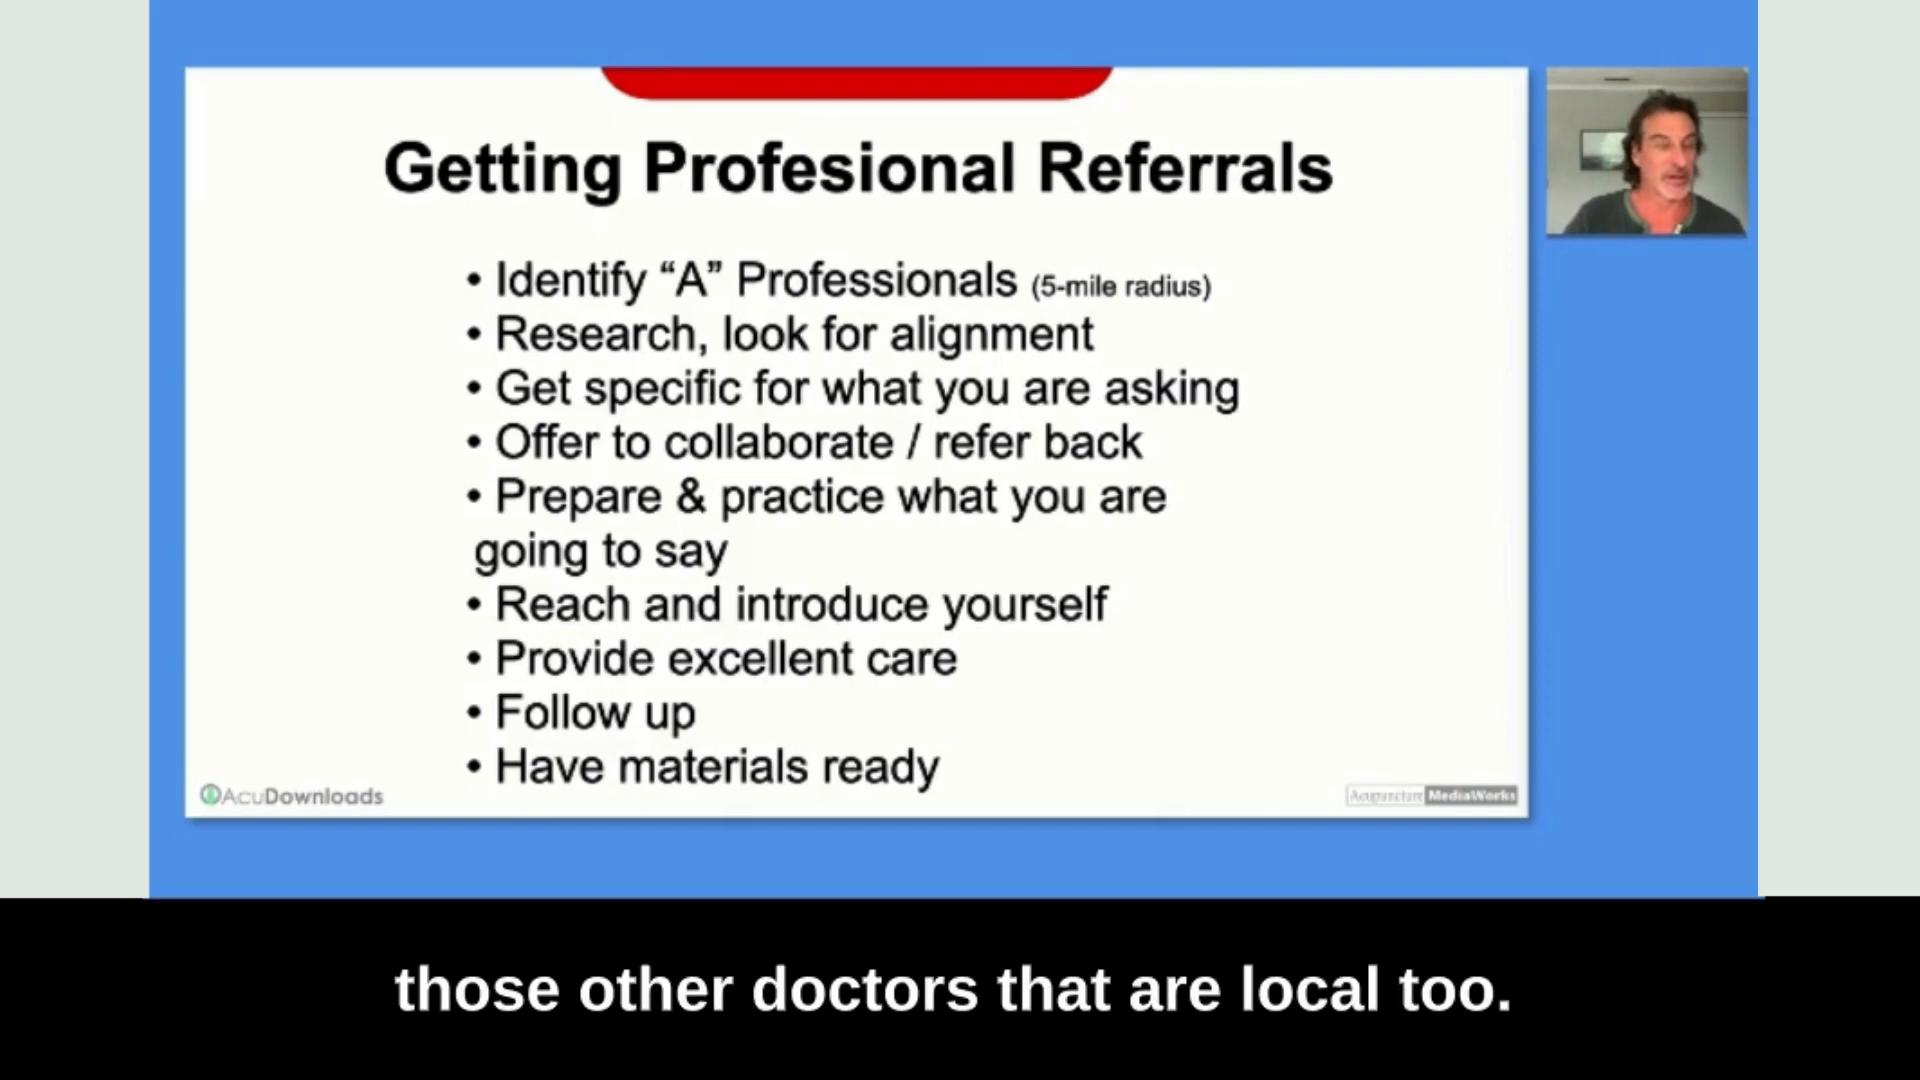 Getting Profesional Referrals
• Identify “A” Professionals (5-mile radius)
• Research, look for alignment
• Get specific for what you are asking
• Offer to collaborate / refer back
• Prepare & practice what you are
going to say
• Reach and introduce yourself
• Provide excellent care
• Follow up
• Have materials ready
AcuDownloads
Acupuncture MediaWorks
those other doctors that are local too.